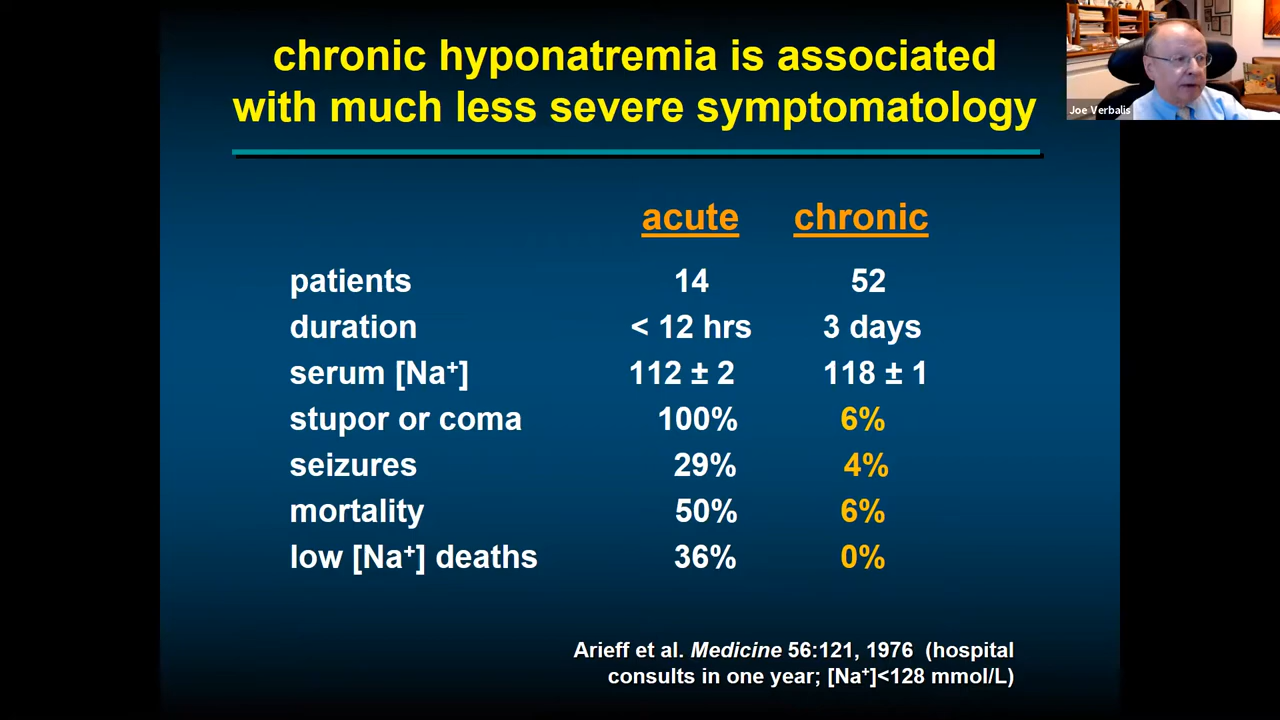 chronic hyponatremia is associated
with much less severe symptomatology
Joe Verbalis
acute chronic
patients 14 52
duration < 12 hrs 3 days
serum [Na⁺] 112 ± 2 118 ± 1
stupor or coma 100% 6%
seizures 29% 4%
mortality 50% 6%
low [Na⁺] deaths 36% 0%
Arieff et al. Medicine 56:121, 1976 (hospital
consults in one year; [Na⁺]<128 mmol/L)